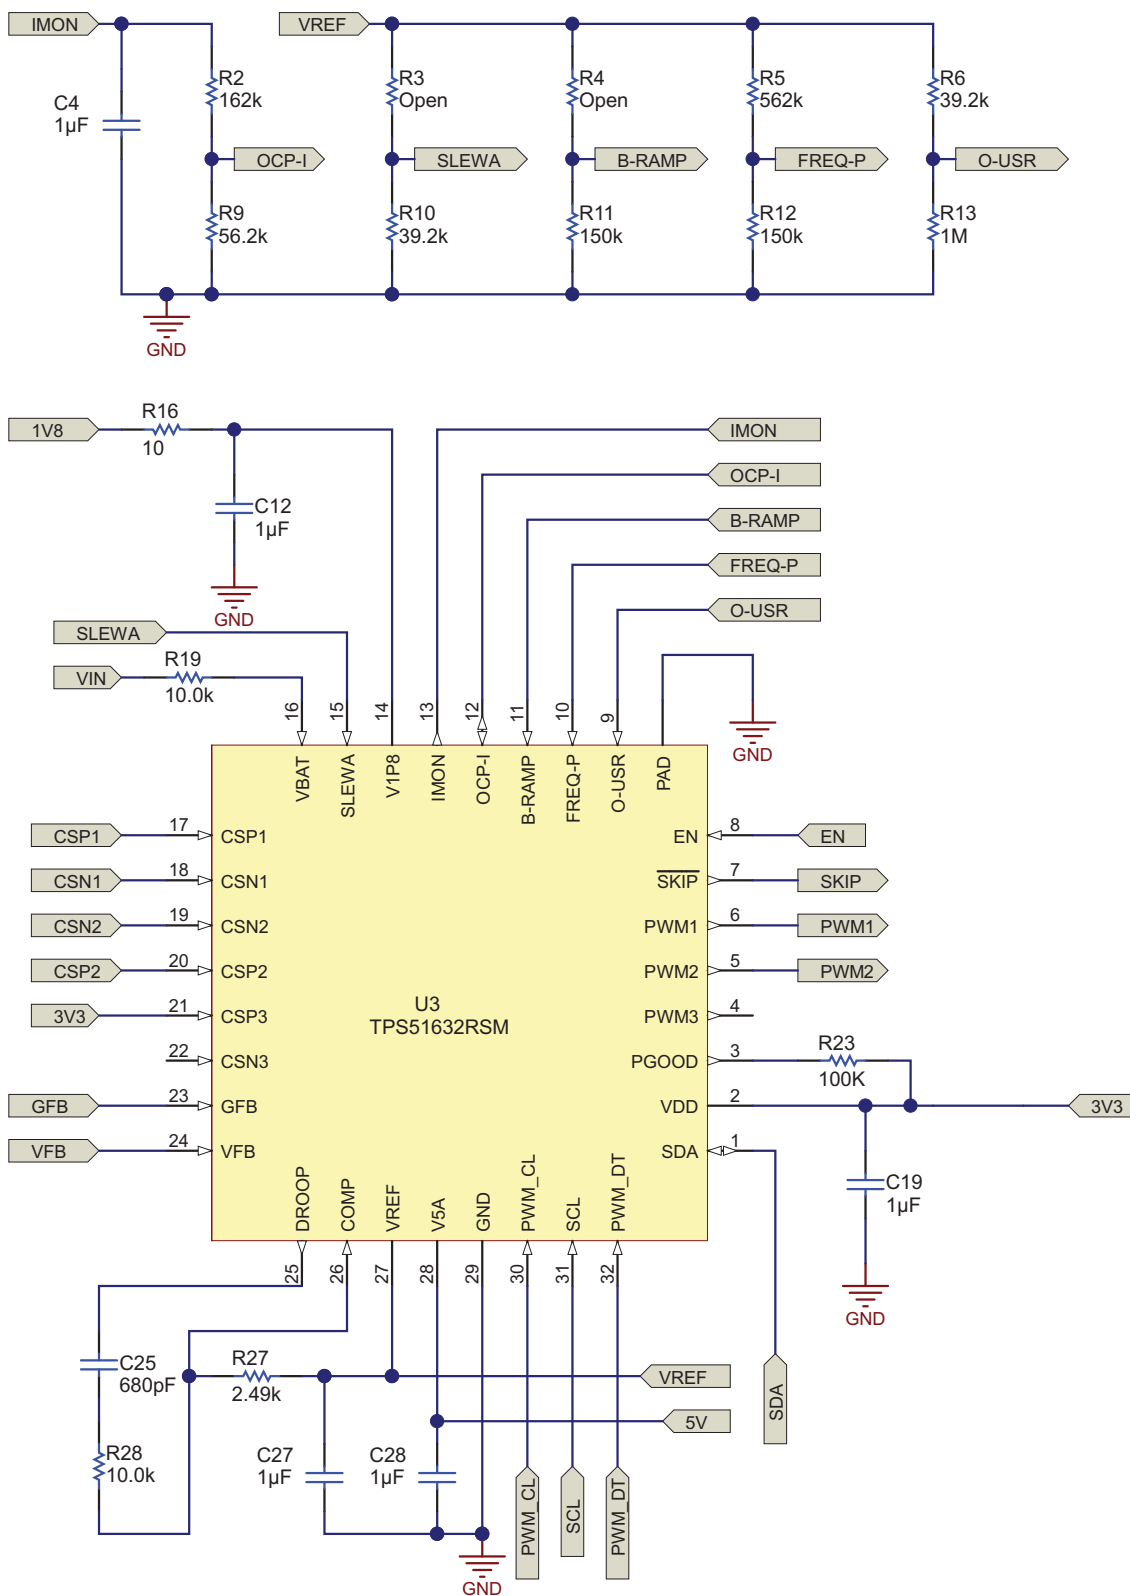 IMON
VREF
C4
1µF
R2
162k
R3
Open
R4
Open
R5
562k
R6
39.2k
OCP-I
SLEWA
B-RAMP
FREQ-P
O-USR
R9
56.2k
R10
39.2k
R11
150k
R12
150k
R13
1M
GND
1V8
R16
10
C12
1µF
GND
IMON
OCP-I
B-RAMP
FREQ-P
O-USR
SLEWA
VIN
R19
10.0k
GND
16
15
14
13
12
11
10
9
VBAT
SLEWA
V1P8
IMON
OCP-I
B-RAMP
FREQ-P
O-USR
PAD
CSP1 17 CSP1
CSN1 18 CSN1
CSN2 19 CSN2
CSP2 20 CSP2
3V3 21 CSP3
22 CSN3
GFB 23 GFB
VFB 24 VFB
U3
TPS51632RSM
EN 8 EN
SKIP 7 SKIP
PWM1 6 PWM1
PWM2 5 PWM2
PWM3 4
PGOOD 3
R23
100K
VDD 2
3V3
SDA 1
C19
1µF
GND
SDA
DROOP
COMP
VREF
V5A
GND
PWM_CL
SCL
PWM_DT
25
26
27
28
29
30
31
32
C25
680pF
R27
2.49k
VREF
5V
R28
10.0k
C27
1µF
C28
1µF
GND
PWM_CL
SCL
PWM_DT